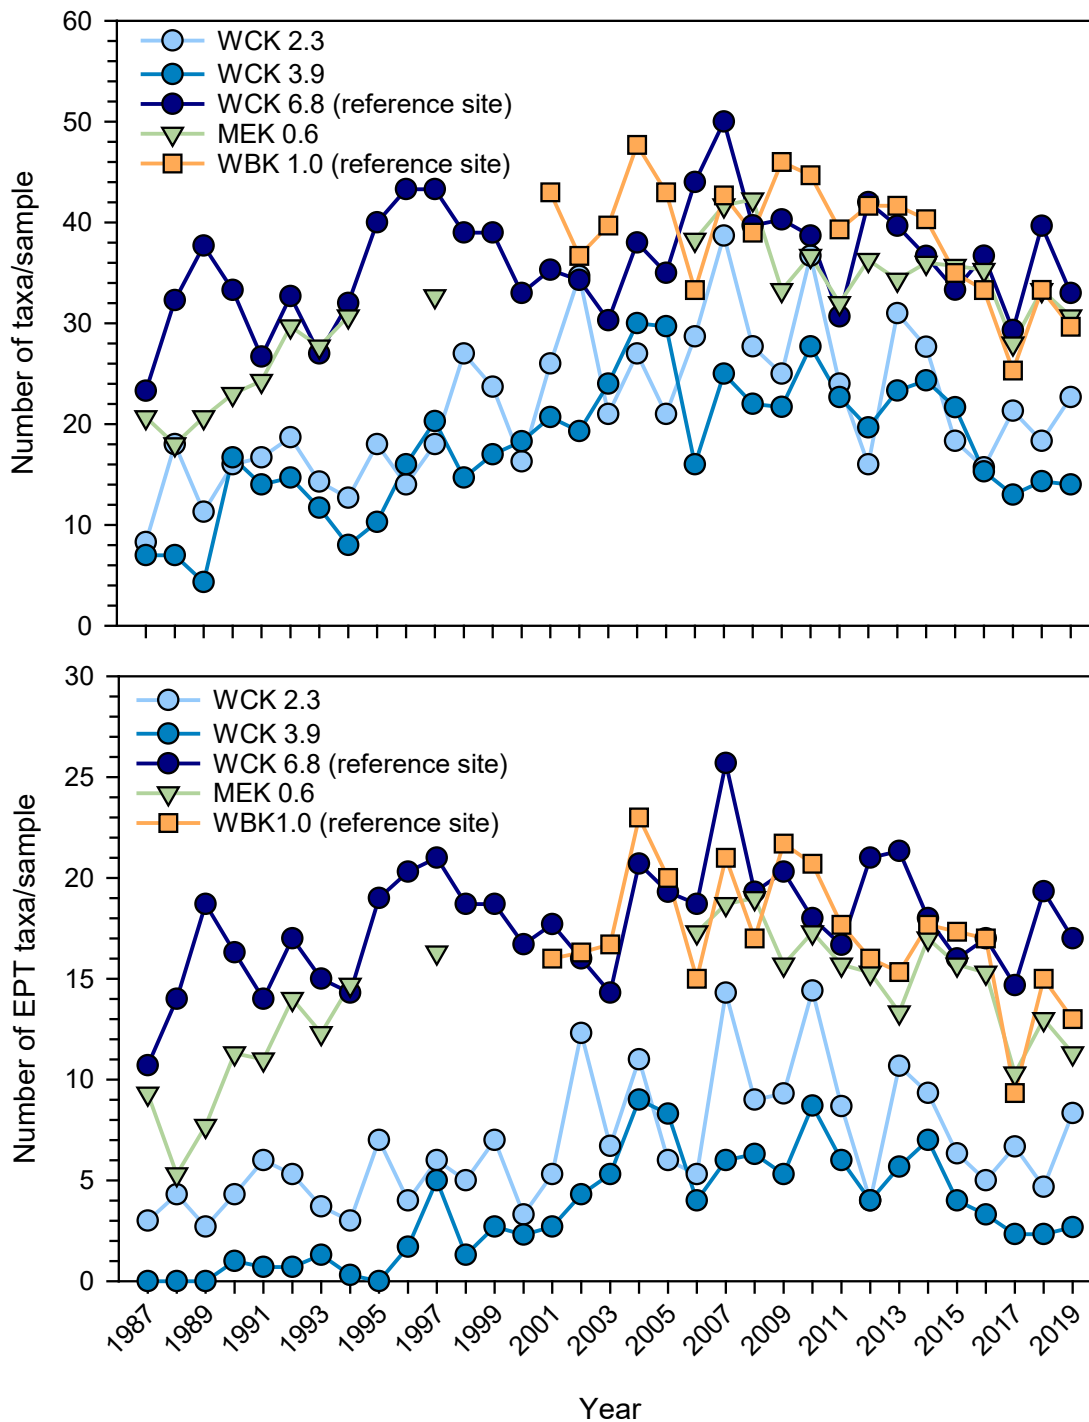 60
50
40
30
20
10
0
Number of taxa/sample
WCK 2.3
WCK 3.9
WCK 6.8 (reference site)
MEK 0.6
WBK 1.0 (reference site)
30
25
20
15
10
5
0
Number of EPT taxa/sample
WCK 2.3
WCK 3.9
WCK 6.8 (reference site)
MEK 0.6
WBK1.0 (reference site)
1987 1989 1991 1993 1995 1997 1999 2001 2003 2005 2007 2009 2011 2013 2015 2017 2019
Year